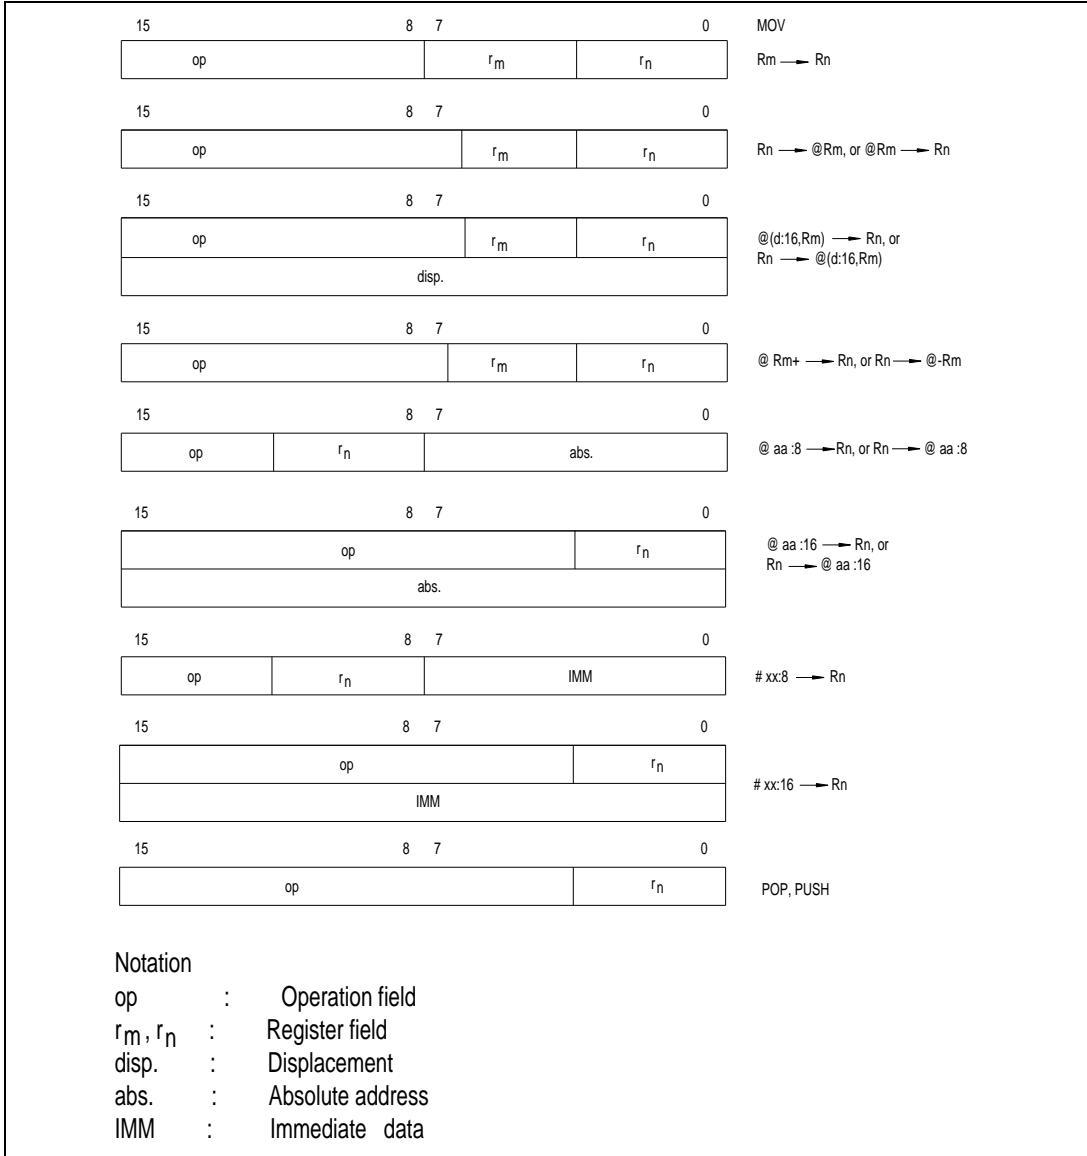 15 8 7 0 MOV
op rm rn Rm → Rn
15 8 7 0
op rm rn Rn → @Rm, or @Rm → Rn
15 8 7 0
op rm rn @(d:16,Rm) → Rn, or
Rn → @(d:16,Rm)
disp.
15 8 7 0
op rm rn @ Rm+ → Rn, or Rn → @-Rm
15 8 7 0
op rn abs. @ aa :8 → Rn, or Rn → @ aa :8
15 8 7 0
op rn @ aa :16 → Rn, or
Rn → @ aa :16
abs.
15 8 7 0
op rn IMM # xx:8 → Rn
15 8 7 0
op rn
# xx:16 → Rn
IMM
15 8 7 0
op rn POP, PUSH
Notation
op : Operation field
rm , rn : Register field
disp. : Displacement
abs. : Absolute address
IMM : Immediate data